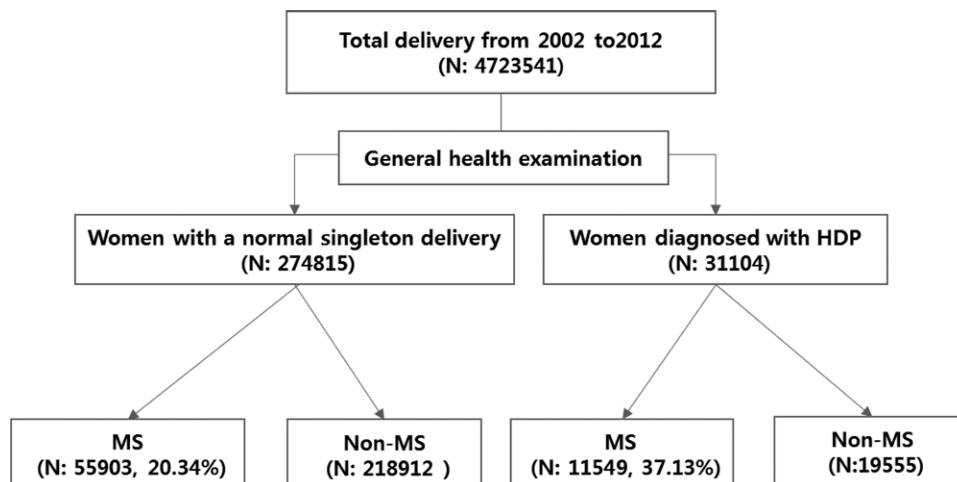 Total delivery from 2002 to2012
(N: 4723541)
General health examination
Women with a normal singleton delivery
(N: 274815)
Women diagnosed with HDP
(N: 31104)
MS
(N: 55903, 20.34%)
Non-MS
(N: 218912 )
MS
(N: 11549, 37.13%)
Non-MS
(N:19555)